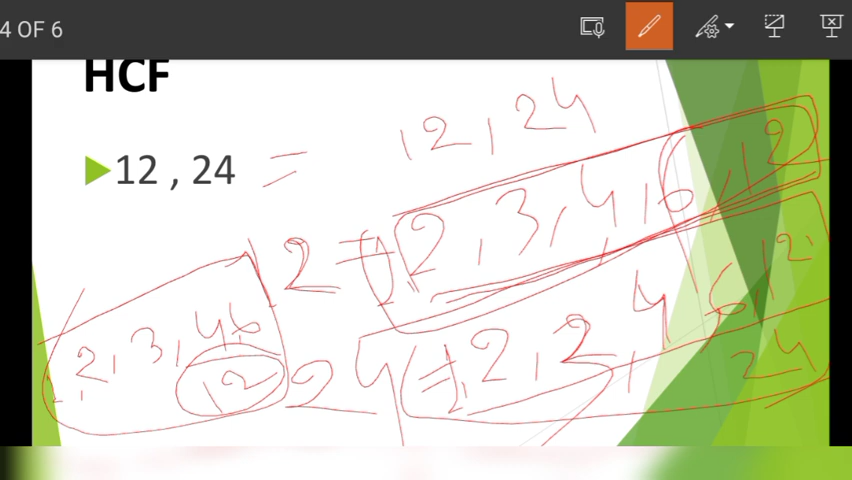 4 OF 6
HCF
12 , 24 = 12, 24
12 = 1, 2, 3, 4, 6, 12
24 = 1, 2, 3, 4, 6, 12
24
1, 2, 3, 4, 6
12